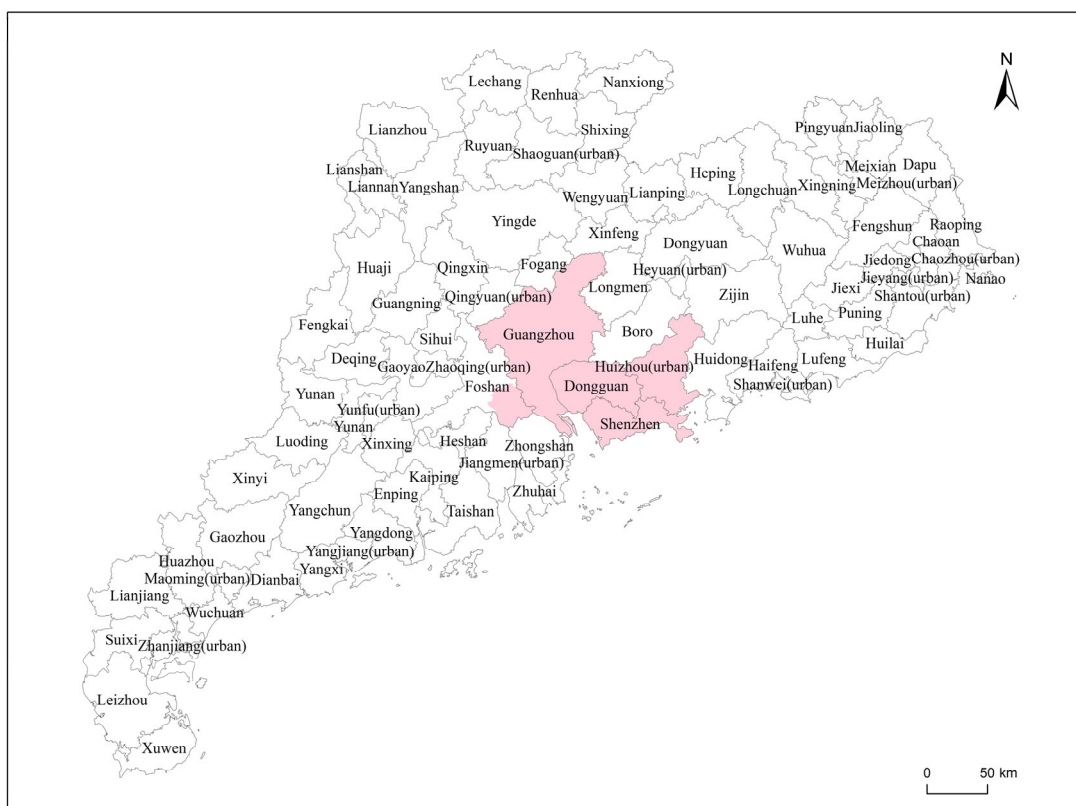 N
Lechang
Renhua
Nanxiong
Lianzhou
Shixing
Ruyuan
Shaoguan(urban)
Pingyuan
Jiaoling
Lianshan
Liannan
Yangshan
Wengyuan
Lianping
Hcping
Longchuan
Xingning
Meixian
Dapu
Meizhou(urban)
Yingde
Xinfeng
Dongyuan
Wuhua
Fengshun
Raoping
Chaoan
Huaji
Qingxin
Fogang
Heyuan(urban)
Jiedong
Chaozhou(urban)
Longmen
Zijin
Jieyang(urban)
Nanao
Jiexi
Shantou(urban)
Guangning
Qingyuan(urban)
Fengkai
Sihui
Guangzhou
Boro
Luhe
Puning
Huilai
Deqing
Gaoyao
Zhaoqing(urban)
Huizhou(urban)
Huidong
Haifeng
Lufeng
Foshan
Dongguan
Shanwei(urban)
Yunan
Yunfu(urban)
Yunan
Shenzhen
Luoding
Xinxing
Heshan
Zhongshan
Jiangmen(urban)
Xinyi
Kaiping
Enping
Zhuhai
Yangchun
Taishan
Gaozhou
Yangdong
Yangjiang(urban)
Huazhou
Yangxi
Maoming(urban)
Dianbai
Lianjiang
Wuchuan
Suixi
Zhanjiang(urban)
Leizhou
Xuwen
0 50 km